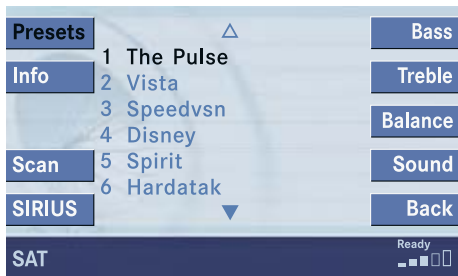 Presets
Info
Scan
SIRIUS
1 The Pulse
2 Vista
3 Speedvsn
4 Disney
5 Spirit
6 Hardatak
Bass
Treble
Balance
Sound
Back
SAT
Ready